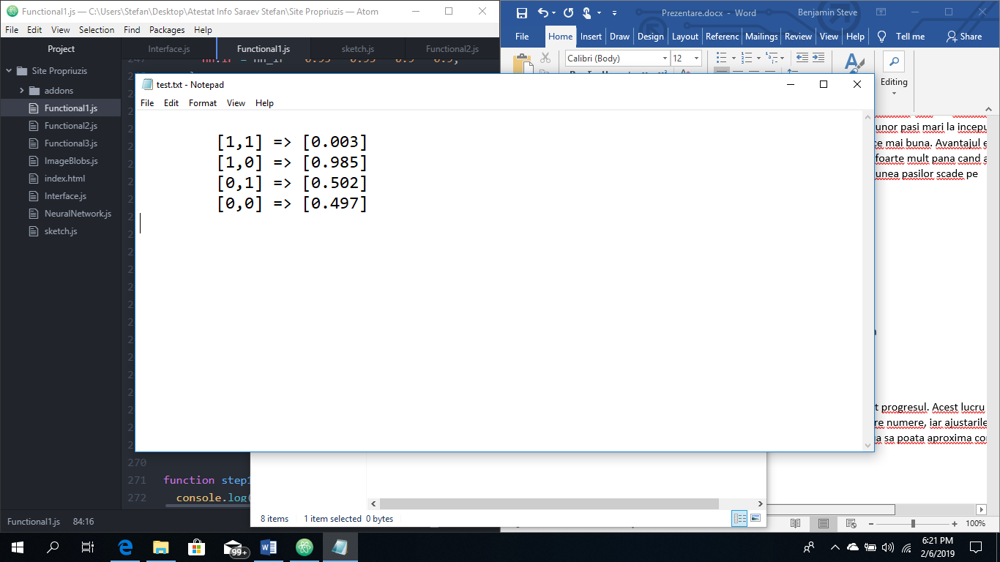 Functional1.js — C:\Users\Stefan\Desktop\Atestat Info Saraev Stefan\Site Propriuzis — Atom
File Edit View Selection Find Packages Help
Project
Interface.js Functional1.js sketch.js Functional2.js
Site Propriuzis
addons
Functional1.js
Functional2.js
Functional3.js
ImageBlobs.js
index.html
Interface.js
NeuralNetwork.js
sketch.js
270
271 function step1
272 console.log(
Functional1.js 84:16
Prezentare.docx - Word Benjamin Steve
File Home Insert Draw Design Layout Referenc Mailings Review View Help Tell me Share
Calibri (Body) 12
Editing
unor pasi mari la incepu
ce mai buna. Avantajul e
foarte mult pana cand a
unea pasilor scade pe
t progresul. Acest lucru
re numere, iar ajustarile
a sa poata aproxima co
100%
test.txt - Notepad
File Edit Format View Help
[1,1] => [0.003]
[1,0] => [0.985]
[0,1] => [0.502]
[0,0] => [0.497]
8 items 1 item selected 0 bytes
99+
6:21 PM
2/6/2019